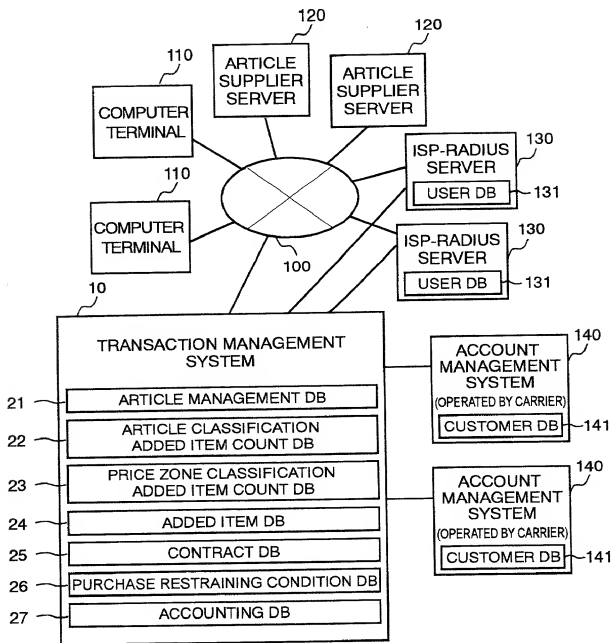 120
120
110
ARTICLE
SUPPLIER
SERVER
ARTICLE
SUPPLIER
SERVER
COMPUTER
TERMINAL
130
ISP-RADIUS
SERVER
USER DB
131
110
COMPUTER
TERMINAL
130
ISP-RADIUS
SERVER
USER DB
131
100
10
TRANSACTION MANAGEMENT
SYSTEM
21
ARTICLE MANAGEMENT DB
22
ARTICLE CLASSIFICATION
ADDED ITEM COUNT DB
23
PRICE ZONE CLASSIFICATION
ADDED ITEM COUNT DB
24
ADDED ITEM DB
25
CONTRACT DB
26
PURCHASE RESTRAINING CONDITION DB
27
ACCOUNTING DB
140
ACCOUNT
MANAGEMENT
SYSTEM
(OPERATED BY CARRIER)
CUSTOMER DB
141
140
ACCOUNT
MANAGEMENT
SYSTEM
(OPERATED BY CARRIER)
CUSTOMER DB
141